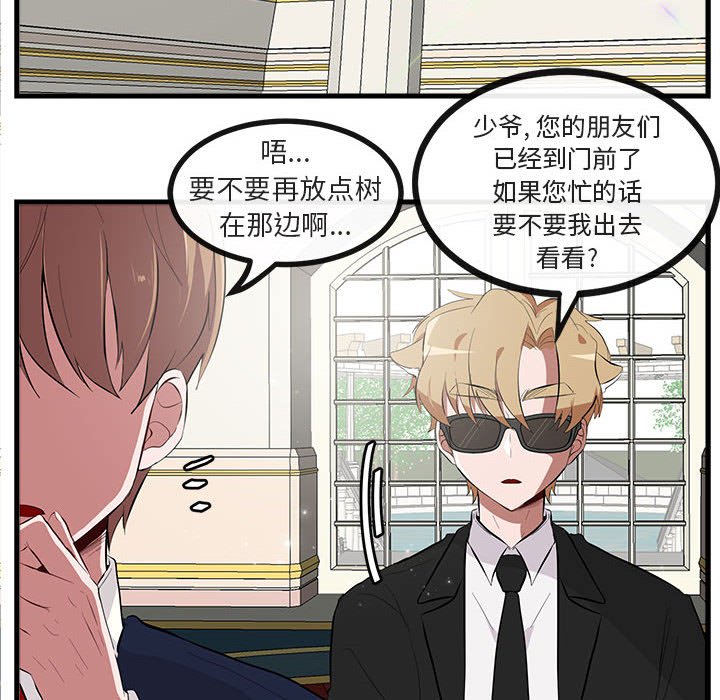 唔...
要不要再放点树
在那边啊...
少爷, 您的朋友们
已经到门前了
如果您忙的话
要不要我出去
看看?